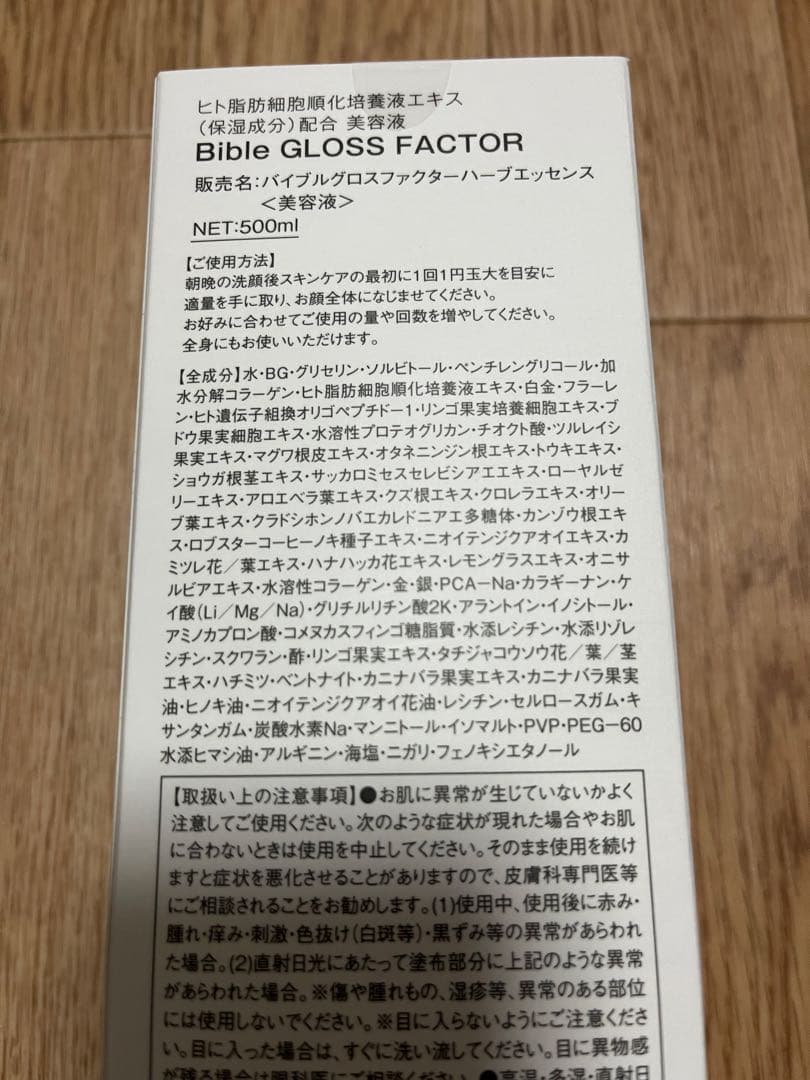 ヒト脂肪細胞順化培養液エキス
（保湿成分）配合 美容液
Bible GLOSS FACTOR
販売名:バイブルグロスファクターハーブエッセンス
＜美容液＞
NET:500ml
【ご使用方法】
朝晩の洗顔後スキンケアの最初に1回1円玉大を目安に
適量を手に取り、お顔全体になじませてください。
お好みに合わせてご使用の量や回数を増やしてください。
全身にもお使いいただけます。
【全成分】水・BG・グリセリン・ソルビトール・ペンチレングリコール・加
水分解コラーゲン・ヒト脂肪細胞順化培養液エキス・白金・フラーレ
ン・ヒト遺伝子組換オリゴペプチド-1・リンゴ果実培養細胞エキス・ブ
ドウ果実細胞エキス・水溶性プロテオグリカン・チオクト酸・ツルレイシ
果実エキス・マグワ根皮エキス・オタネニンジン根エキス・トウキエキス・
ショウガ根茎エキス・サッカロミセスセレビシアエエキス・ローヤルゼ
リーエキス・アロエベラ葉エキス・クズ根エキス・クロレラエキス・オリー
ブ葉エキス・クラドシホンノバエカレドニアエ多糖体・カンゾウ根エキ
ス・ロブスターコーヒーノキ種子エキス・ニオイテンジクアオイエキス・カ
ミツレ花／葉エキス・ハナハッカ花エキス・レモングラスエキス・オニサ
ルビアエキス・水溶性コラーゲン・金・銀・PCA-Na・カラギーナン・ケ
イ酸(Li／Mg／Na)・グリチルリチン酸2K・アラントイン・イノシトール・
アミノカプロン酸・コメヌカスフィンゴ糖脂質・水添レシチン・水添リゾレ
シチン・スクワラン・酢・リンゴ果実エキス・タチジャコウソウ花／葉／茎
エキス・ハチミツ・ベントナイト・カニナバラ果実エキス・カニナバラ果実
油・ヒノキ油・ニオイテンジクアオイ花油・レシチン・セルロースガム・キ
サンタンガム・炭酸水素Na・マンニトール・イソマルト・PVP・PEG-60
水添ヒマシ油・アルギニン・海塩・ニガリ・フェノキシエタノール
【取扱い上の注意事項】●お肌に異常が生じていないかよく
注意してご使用ください。次のような症状が現れた場合やお肌
に合わないときは使用を中止してください。そのまま使用を続け
ますと症状を悪化させることがありますので、皮膚科専門医等
にご相談されることをお勧めします。(1)使用中、使用後に赤み・
腫れ・痒み・刺激・色抜け(白斑等)・黒ずみ等の異常があらわれ
た場合。(2)直射日光にあたって塗布部分に上記のような異常
があらわれた場合。※傷や腫れもの、湿疹等、異常のある部位
には使用しないでください。※目に入らないようにご注意くださ
い。目に入った場合は、すぐに洗い流してください。目に異物感
が残る場合は眼科医にご相談ください。●高温・多湿・直射日